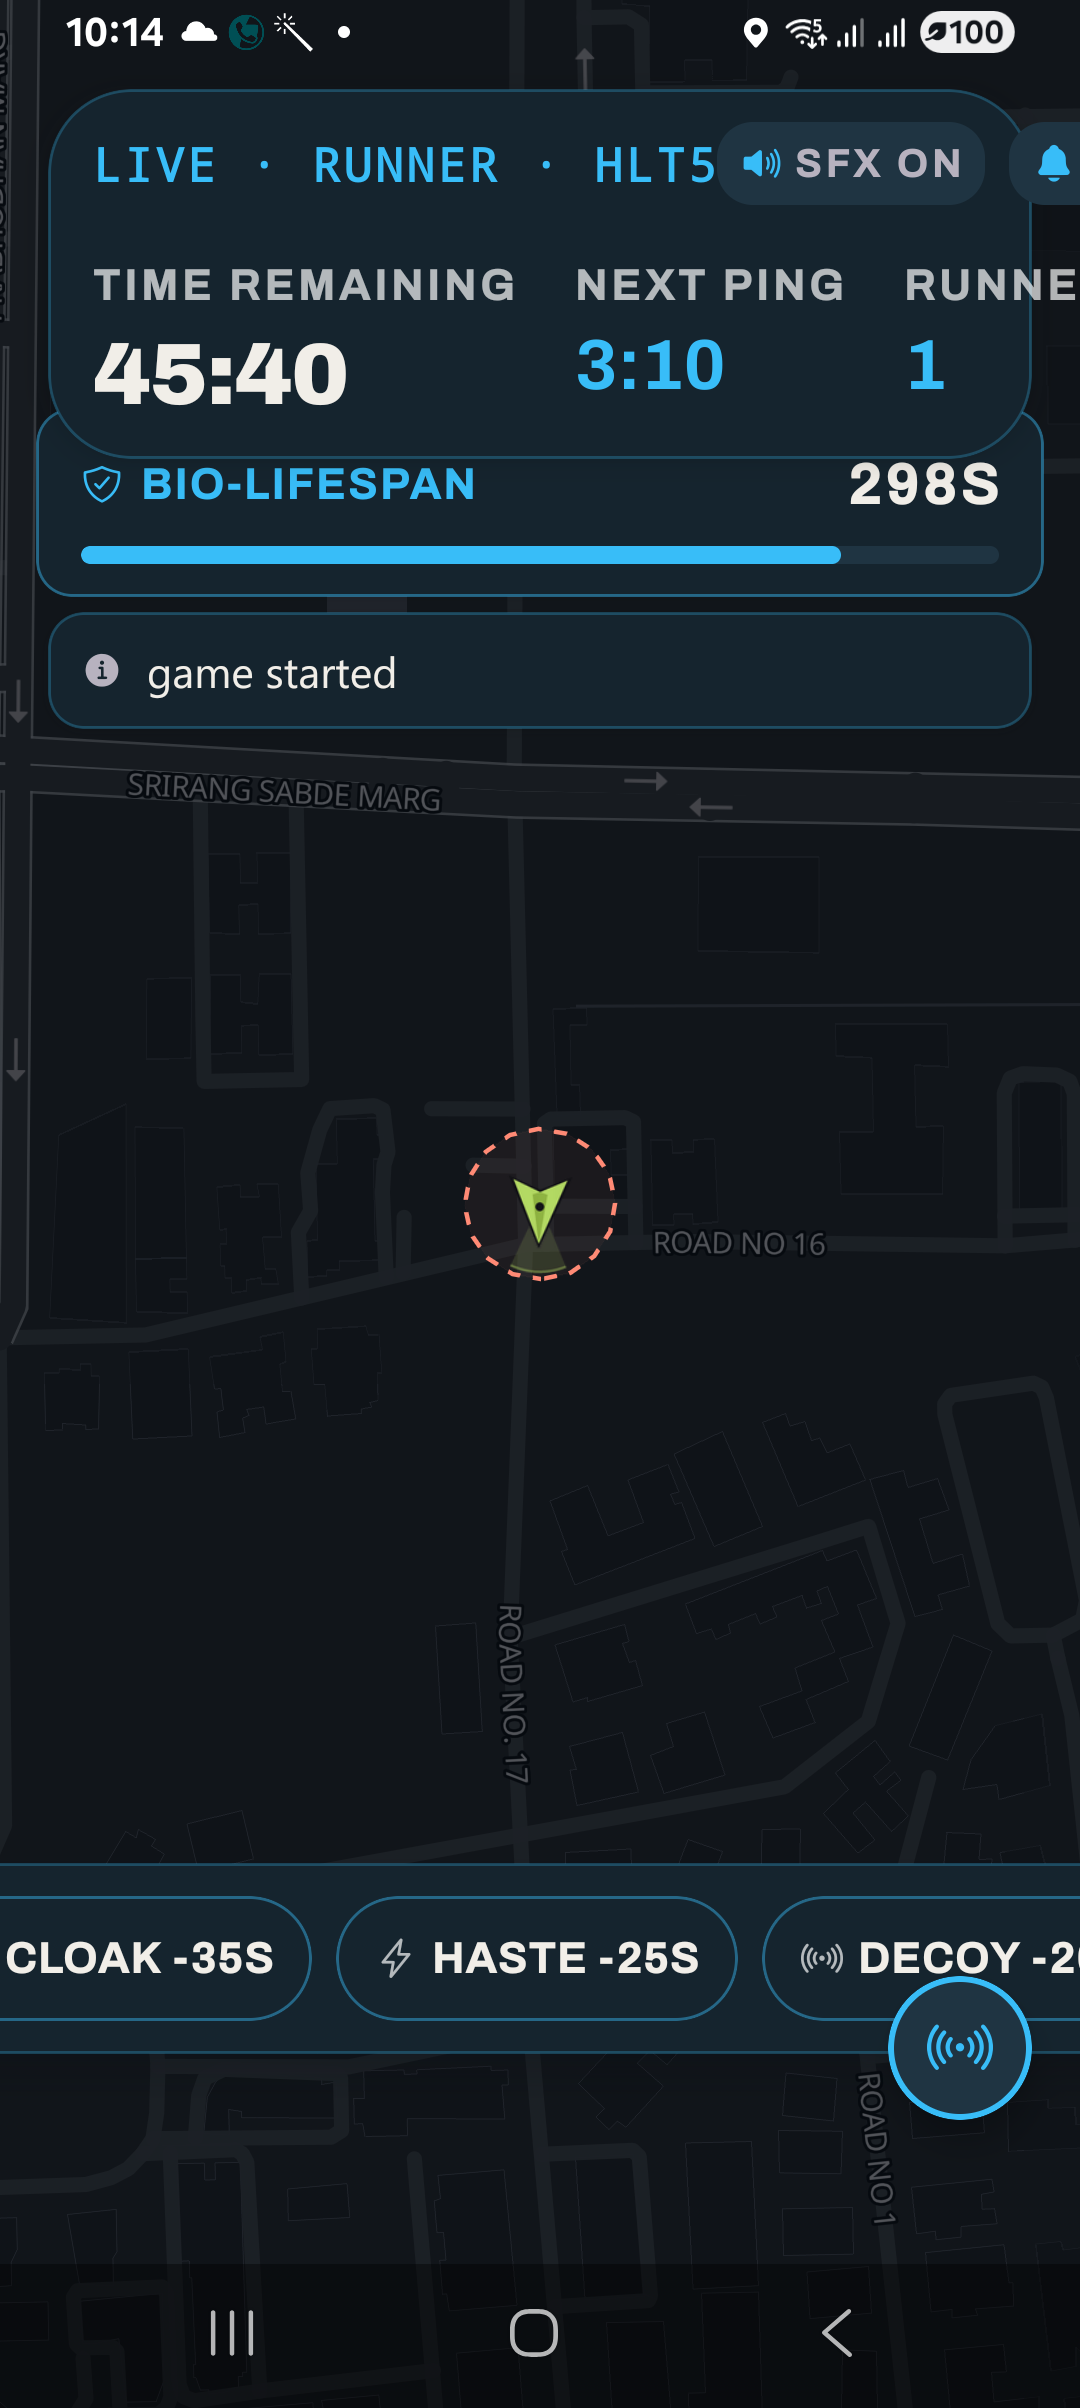 10:14
5
100
LIVE · RUNNER · HLT5
SFX ON
TIME REMAINING
NEXT PING
RUNNE
45:40
3:10
1
BIO-LIFESPAN
298S
game started
SRIRANG SABDE MARG
ROAD NO 16
ROAD NO. 17
CLOAK -35S
HASTE -25S
DECOY -2
ROAD NO 1